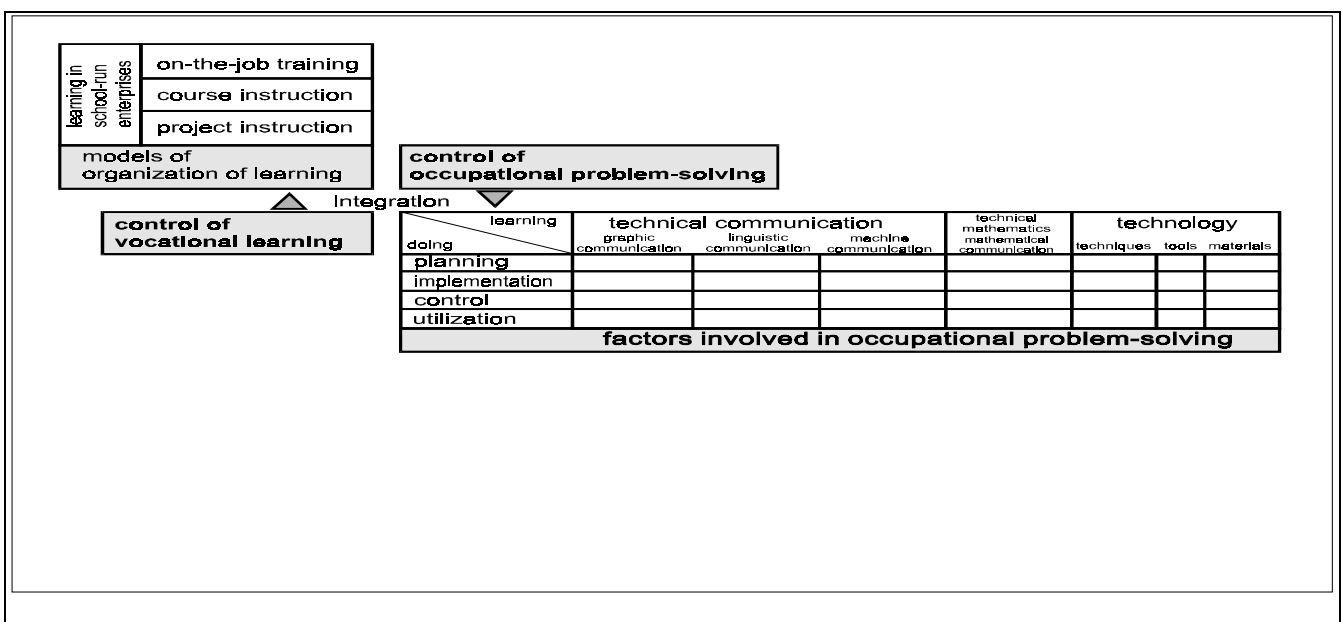 learning in
school-run
enterprises
on-the-job training
course instruction
project instruction
models of
organization of learning
control of
occupational problem-solving
Integration
control of
vocational learning
learning
doing
technical communication
graphic
communication
linguistic
communication
machine
communication
technical
mathematics
mathematical
communication
technology
techniques tools materials
planning
implementation
control
utilization
factors involved in occupational problem-solving